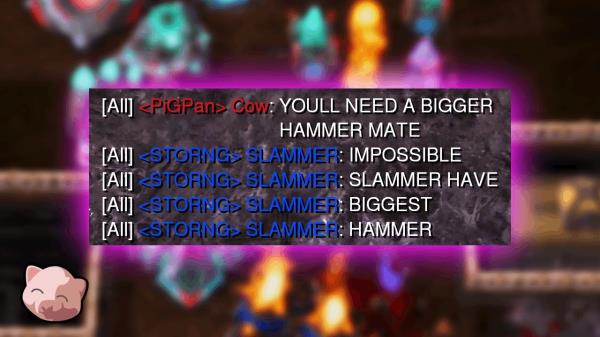 [All] <PiGPan> Cow: YOULL NEED A BIGGER
HAMMER MATE
[All] <STORNG> SLAMMER: IMPOSSIBLE
[All] <STORNG> SLAMMER: SLAMMER HAVE
[All] <STORNG> SLAMMER: BIGGEST
[All] <STORNG> SLAMMER: HAMMER